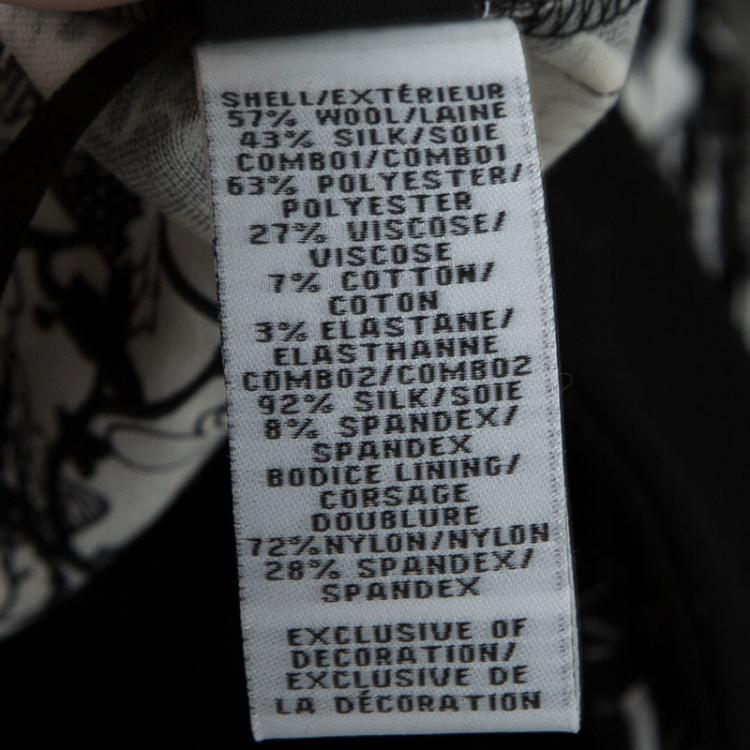 SHELL/EXTÉRIEUR
57% WOOL/LAINE
43% SILK/SOIE
COMBO1/COMBO1
63% POLYESTER/
POLYESTER
27% VISCOSE/
VISCOSE
7% COTTON/
COTON
3% ELASTANE/
ELASTHANNE
COMBO2/COMBO2
92% SILK/SOIE
8% SPANDEX/
SPANDEX
BODICE LINING/
CORSAGE
DOUBLURE
72%NYLON/NYLON
28% SPANDEX/
SPANDEX
EXCLUSIVE OF
DECORATION/
EXCLUSIVE DE
LA DÉCORATION